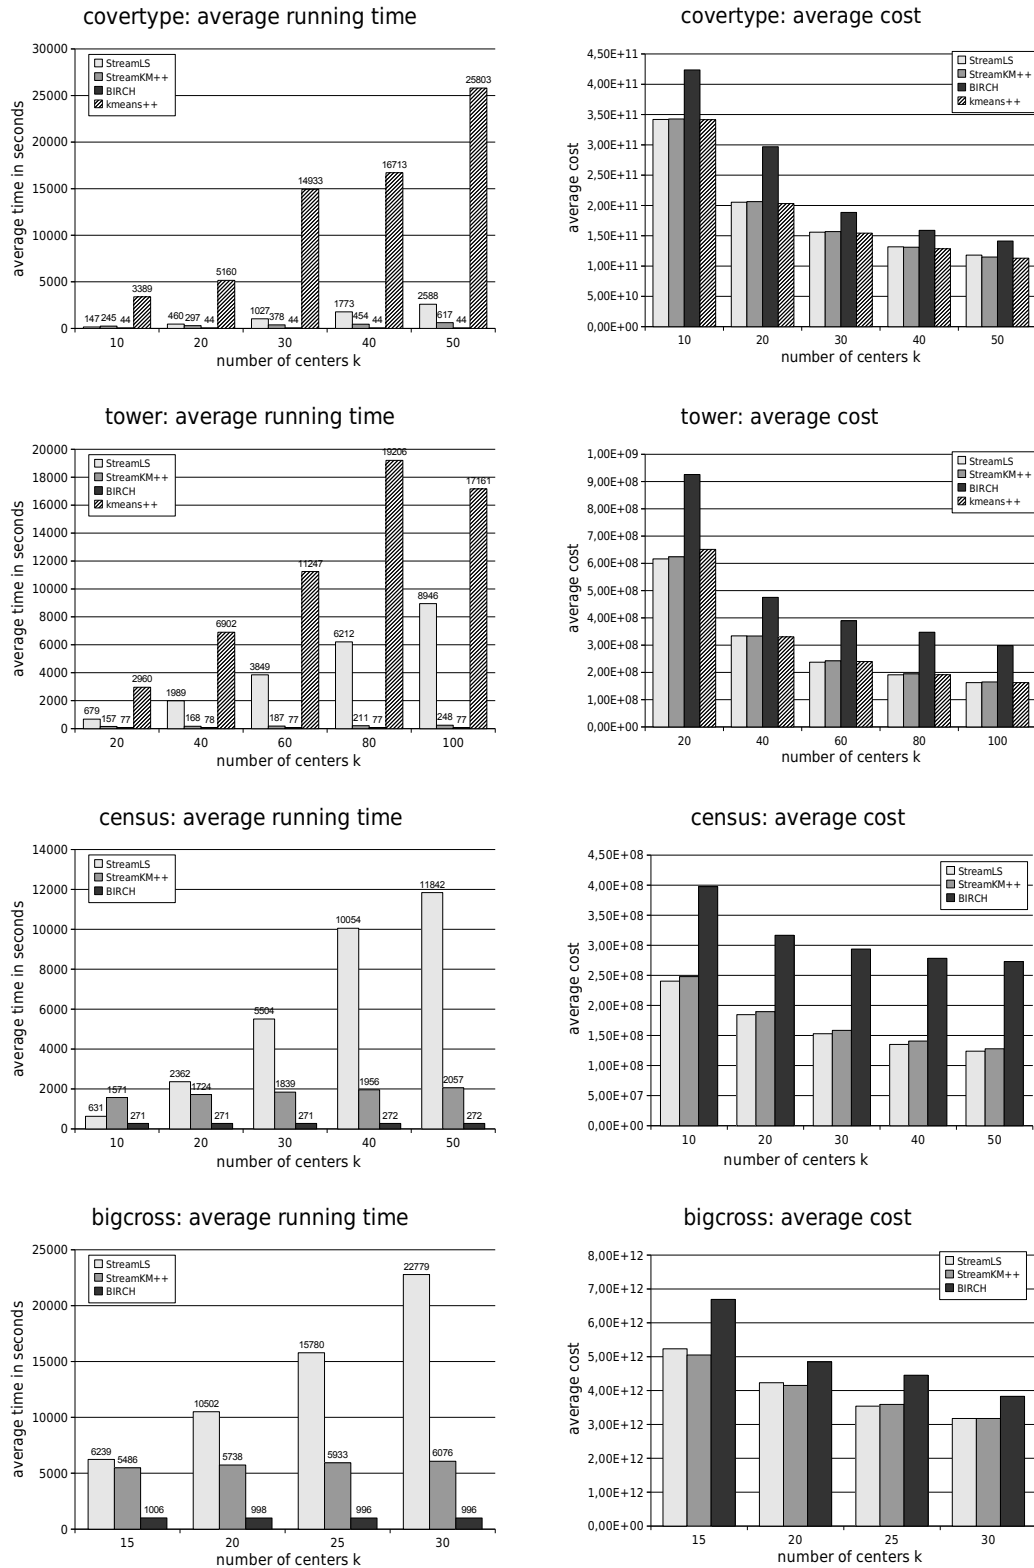 covertype: average running time
30000
25000
20000
15000
10000
5000
0
average time in seconds
StreamLS
StreamKM++
BIRCH
kmeans++
147 245 44 3389
460 297 44 5160
1027 378 44 14933
1773 454 44 16713
2588 617 44 25803
10 20 30 40 50
number of centers k
covertype: average cost
4,50E+11
4,00E+11
3,50E+11
3,00E+11
2,50E+11
2,00E+11
1,50E+11
1,00E+11
5,00E+10
0,00E+00
average cost
StreamLS
StreamKM++
BIRCH
kmeans++
10 20 30 40 50
number of centers k
tower: average running time
20000
18000
16000
14000
12000
10000
8000
6000
4000
2000
0
average time in seconds
StreamLS
StreamKM++
BIRCH
kmeans++
679 157 77 2960
1989 168 78 6902
3849 187 77 11247
6212 211 77 19206
8946 248 77 17161
20 40 60 80 100
number of centers k
tower: average cost
1,00E+09
9,00E+08
8,00E+08
7,00E+08
6,00E+08
5,00E+08
4,00E+08
3,00E+08
2,00E+08
1,00E+08
0,00E+00
average cost
StreamLS
StreamKM++
BIRCH
kmeans++
20 40 60 80 100
number of centers k
census: average running time
14000
12000
10000
8000
6000
4000
2000
0
average time in seconds
StreamLS
StreamKM++
BIRCH
631 1571 271
2362 1724 271
5504 1839 271
10054 1956 272
11842 2057 272
10 20 30 40 50
number of centers k
census: average cost
4,50E+08
4,00E+08
3,50E+08
3,00E+08
2,50E+08
2,00E+08
1,50E+08
1,00E+08
5,00E+07
0,00E+00
average cost
StreamLS
StreamKM++
BIRCH
10 20 30 40 50
number of centers k
bigcross: average running time
25000
20000
15000
10000
5000
0
average time in seconds
StreamLS
StreamKM++
BIRCH
6239 5486 1006
10502 5738 998
15780 5933 996
22779 6076 996
15 20 25 30
number of centers k
bigcross: average cost
8,00E+12
7,00E+12
6,00E+12
5,00E+12
4,00E+12
3,00E+12
2,00E+12
1,00E+12
0,00E+00
average cost
StreamLS
StreamKM++
BIRCH
15 20 25 30
number of centers k